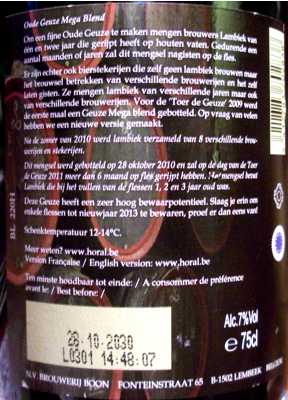 Oude Geuze Mega Blend
Om een fijne Oude Geuze te maken mengen brouwers Lambiek van
één en twee jaar die gerijpt heeft op houten vaten. Gedurende een
aantal maanden of jaren zal dit mengsel nagisten op de fles.
Er zijn echter ook bierstekerijen die zelf geen lambiek brouwen maar
wel het brouwsel betrekken van verschillende brouwerijen en het zelf
laten gisten. Ze mengen lambiek van verschillende jaren maar ook
van verschillende brouwerijen. Voor de 'Toer de Geuze' 2009 werd
de eerste maal een Geuze Mega blend gebotteld. Op vraag van velen
hebben we een nieuwe versie gemaakt.
Na de zomer van 2010 werd lambiek verzameld van 8 verschillende brouw-
erijen en stekerijen.
Dit mengsel werd gebotteld op 28 oktober 2010 en zal op de dag van de Toer
de Geuze 2011 meer dan 6 maand op fles gerijpt hebben. Het mengsel bevat
Lambiek die bij het vullen van de flessen 1, 2 en 3 jaar oud was.
Deze Geuze heeft een zeer hoog bewaarpotentieel. Slaag je erin om
enkele flessen tot nieuwjaar 2013 te bewaren, proef er dan eens van!
Schenktemperatuur 12-14°C.
Meer weten? www.horal.be
Version Française / English version: www.horal.be
Ten minste houdbaar tot einde: / A consommer de préférence
avant le: / Best before: /
28.10.2030
L0301 14:48:07
Alc.7%Vol
e 75cl
N.V. BROUWERIJ BOON FONTEINSTRAAT 65 B-1502 LEMBEEK BELGIEN